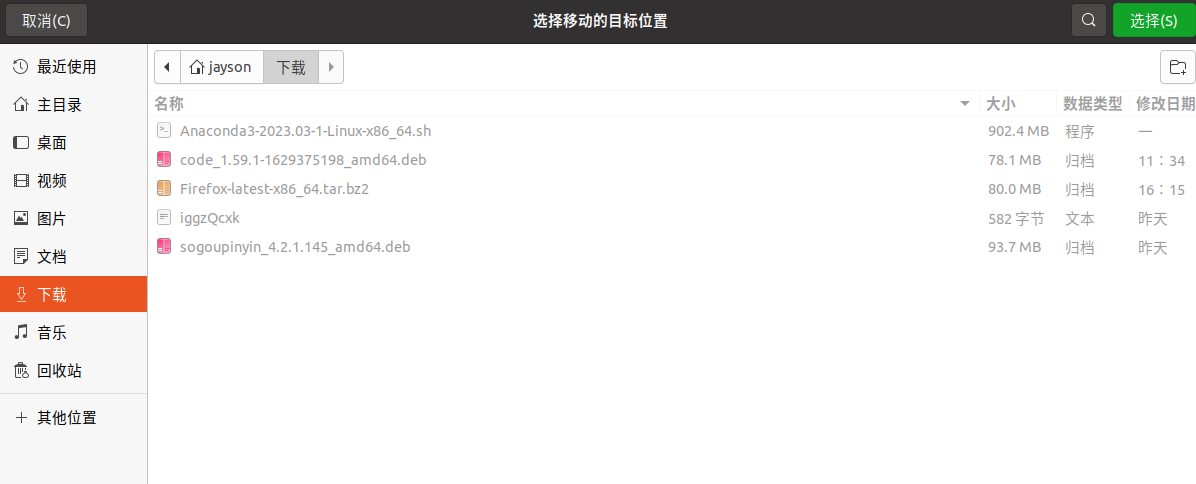 取消(C) 选择移动的目标位置 选择(S)
最近使用
主目录
桌面
视频
图片
文档
下载
音乐
回收站
其他位置
jayson 下载
名称 大小 数据类型 修改日期
Anaconda3-2023.03-1-Linux-x86_64.sh 902.4 MB 程序 —
code_1.59.1-1629375198_amd64.deb 78.1 MB 归档 11：34
Firefox-latest-x86_64.tar.bz2 80.0 MB 归档 16：15
iggzQcxk 582 字节 文本 昨天
sogoupinyin_4.2.1.145_amd64.deb 93.7 MB 归档 昨天